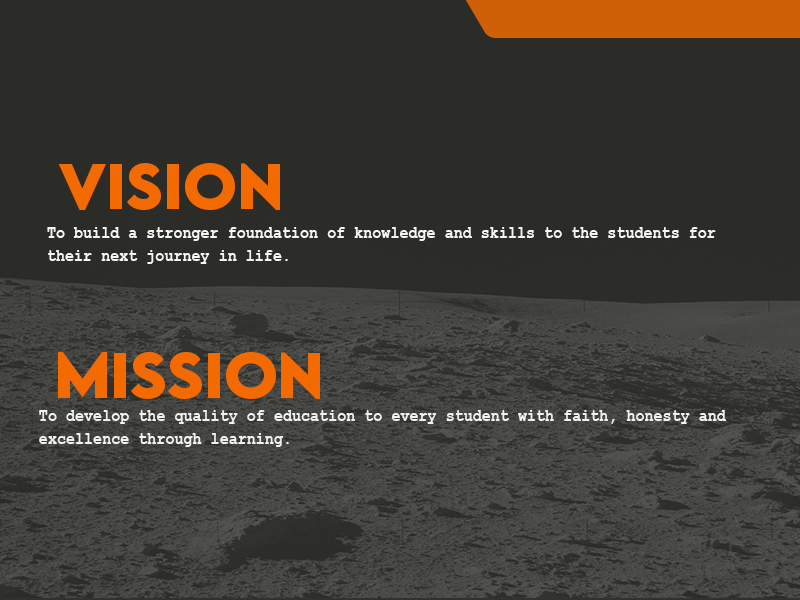 VISION
To build a stronger foundation of knowledge and skills to the students for
their next journey in life.
MISSION
To develop the quality of education to every student with faith, honesty and
excellence through learning.